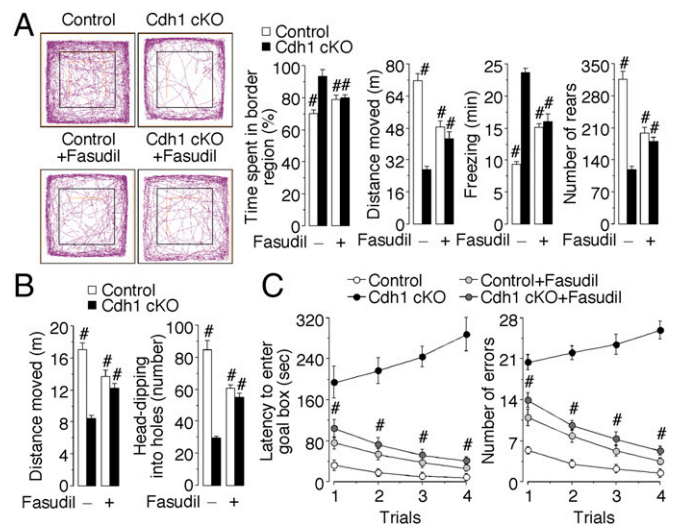 A
Control
Cdh1 cKO
Control
+Fasudil
Cdh1 cKO
+Fasudil
Control
Cdh1 cKO
Time spent in border
region (%)
100
80
60
40
20
0
# ##
Fasudil – +
Distance moved (m)
80
64
48
32
16
0
# # #
Fasudil – +
Freezing (min)
25
20
15
10
5
0
# # #
Fasudil – +
Number of rears
350
280
210
140
70
0
# # #
Fasudil – +
B
Control
Cdh1 cKO
Distance moved (m)
20
16
12
8
4
0
# # #
Fasudil – +
Head-dipping
into holes (number)
100
80
60
40
20
0
# # #
Fasudil – +
C
Control
Cdh1 cKO
Control+Fasudil
Cdh1 cKO+Fasudil
Latency to enter
goal box (sec)
320
240
160
80
0
# # # #
1 2 3 4
Trials
Number of errors
28
21
14
7
0
# # # #
1 2 3 4
Trials